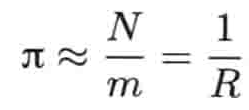 π ≈ N/m = 1/R